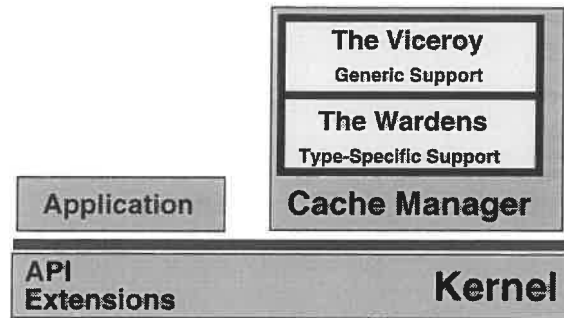 The Viceroy
Generic Support
The Wardens
Type-Specific Support
Application
Cache Manager
API
Extensions
Kernel